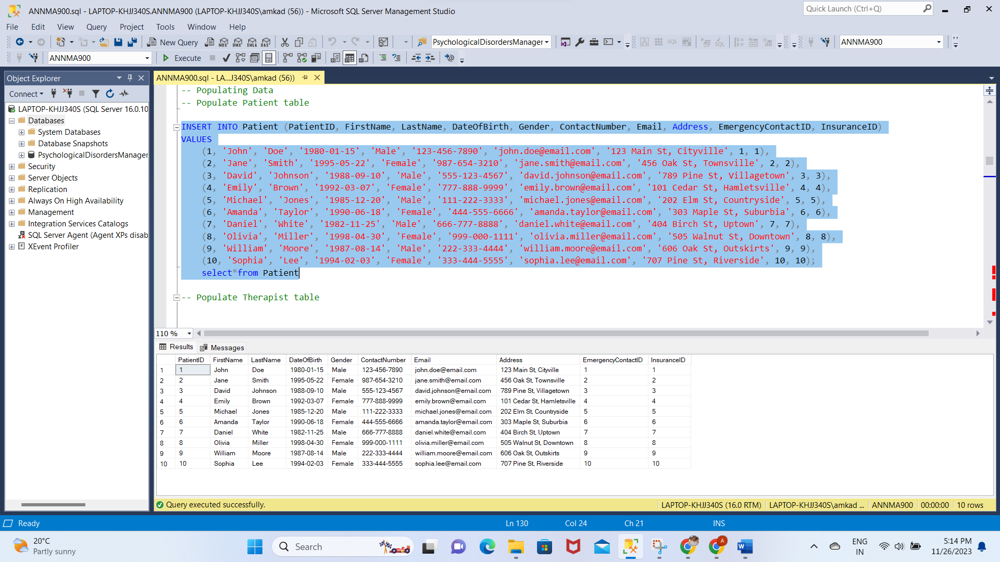 ANNMA900.sql - LAPTOP-KHJJ340S.ANNMA900 (LAPTOP-KHJJ340S\amkad (56)) - Microsoft SQL Server Management Studio
Quick Launch (Ctrl+Q)
File Edit View Query Project Tools Window Help
New Query MDX DMX XMLA DAX PsychologicalDisordersManager SQL ANNMA900
ANNMA900 Execute
Object Explorer
Connect
LAPTOP-KHJJ340S (SQL Server 16.0.10
Databases
System Databases
Database Snapshots
PsychologicalDisordersManager
Security
Server Objects
Replication
Always On High Availability
Management
Integration Services Catalogs
SQL Server Agent (Agent XPs disab
XEvent Profiler
ANNMA900.sql - LA...J340S\amkad (56))
-- Populating Data
-- Populate Patient table
INSERT INTO Patient (PatientID, FirstName, LastName, DateOfBirth, Gender, ContactNumber, Email, Address, EmergencyContactID, InsuranceID)
VALUES
(1, 'John', 'Doe', '1980-01-15', 'Male', '123-456-7890', 'john.doe@email.com', '123 Main St, Cityville', 1, 1),
(2, 'Jane', 'Smith', '1995-05-22', 'Female', '987-654-3210', 'jane.smith@email.com', '456 Oak St, Townsville', 2, 2),
(3, 'David', 'Johnson', '1988-09-10', 'Male', '555-123-4567', 'david.johnson@email.com', '789 Pine St, Villagetown', 3, 3),
(4, 'Emily', 'Brown', '1992-03-07', 'Female', '777-888-9999', 'emily.brown@email.com', '101 Cedar St, Hamletsville', 4, 4),
(5, 'Michael', 'Jones', '1985-12-20', 'Male', '111-222-3333', 'michael.jones@email.com', '202 Elm St, Countryside', 5, 5),
(6, 'Amanda', 'Taylor', '1990-06-18', 'Female', '444-555-6666', 'amanda.taylor@email.com', '303 Maple St, Suburbia', 6, 6),
(7, 'Daniel', 'White', '1982-11-25', 'Male', '666-777-8888', 'daniel.white@email.com', '404 Birch St, Uptown', 7, 7),
(8, 'Olivia', 'Miller', '1998-04-30', 'Female', '999-000-1111', 'olivia.miller@email.com', '505 Walnut St, Downtown', 8, 8),
(9, 'William', 'Moore', '1987-08-14', 'Male', '222-333-4444', 'william.moore@email.com', '606 Oak St, Outskirts', 9, 9),
(10, 'Sophia', 'Lee', '1994-02-03', 'Female', '333-444-5555', 'sophia.lee@email.com', '707 Pine St, Riverside', 10, 10);
select*from Patient
-- Populate Therapist table
110 %
Results Messages
PatientID FirstName LastName DateOfBirth Gender ContactNumber Email Address EmergencyContactID InsuranceID
1 1 John Doe 1980-01-15 Male 123-456-7890 john.doe@email.com 123 Main St, Cityville 1 1
2 2 Jane Smith 1995-05-22 Female 987-654-3210 jane.smith@email.com 456 Oak St, Townsville 2 2
3 3 David Johnson 1988-09-10 Male 555-123-4567 david.johnson@email.com 789 Pine St, Villagetown 3 3
4 4 Emily Brown 1992-03-07 Female 777-888-9999 emily.brown@email.com 101 Cedar St, Hamletsville 4 4
5 5 Michael Jones 1985-12-20 Male 111-222-3333 michael.jones@email.com 202 Elm St, Countryside 5 5
6 6 Amanda Taylor 1990-06-18 Female 444-555-6666 amanda.taylor@email.com 303 Maple St, Suburbia 6 6
7 7 Daniel White 1982-11-25 Male 666-777-8888 daniel.white@email.com 404 Birch St, Uptown 7 7
8 8 Olivia Miller 1998-04-30 Female 999-000-1111 olivia.miller@email.com 505 Walnut St, Downtown 8 8
9 9 William Moore 1987-08-14 Male 222-333-4444 william.moore@email.com 606 Oak St, Outskirts 9 9
10 10 Sophia Lee 1994-02-03 Female 333-444-5555 sophia.lee@email.com 707 Pine St, Riverside 10 10
Query executed successfully. LAPTOP-KHJJ340S (16.0 RTM) LAPTOP-KHJJ340S\amkad ... ANNMA900 00:00:00 10 rows
Ready Ln 130 Col 24 Ch 21 INS
20°C
Partly sunny
Search
ENG
IN
5:14 PM
11/26/2023